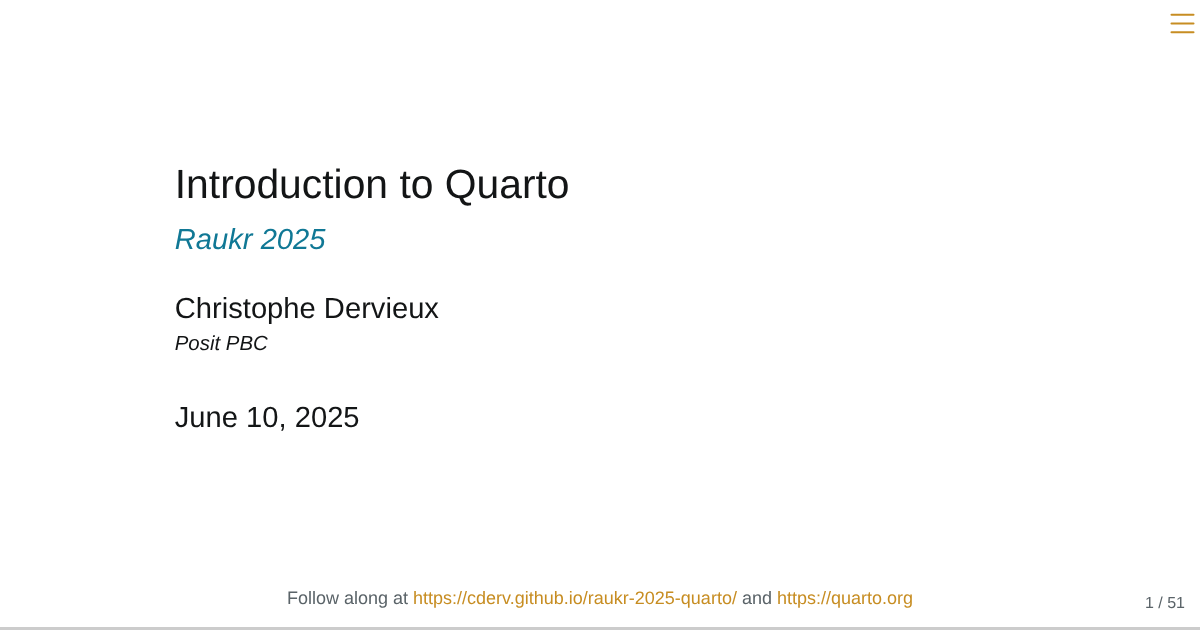 Introduction to Quarto
Raukr 2025
Christophe Dervieux
Posit PBC
June 10, 2025
Follow along at https://cderv.github.io/raukr-2025-quarto/ and https://quarto.org
1 / 51